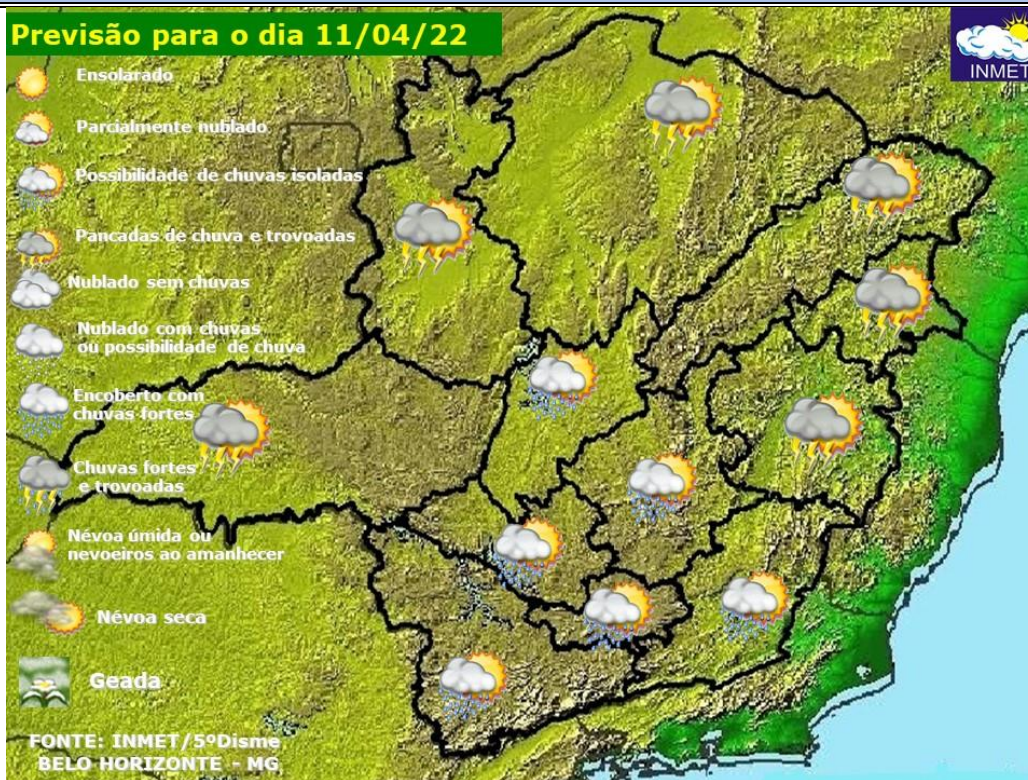 Previsão para o dia 11/04/22
INMET
Ensolarado
Parcialmente nublado
Possibilidade de chuvas isoladas
Pancadas de chuva e trovoadas
Nublado sem chuvas
Nublado com chuvas
ou possibilidade de chuva
Encoberto com
chuvas fortes
Chuvas fortes
e trovoadas
Névoa úmida ou
nevoeiros ao amanhecer
Névoa seca
Geada
FONTE: INMET/5ºDisme
BELO HORIZONTE - MG